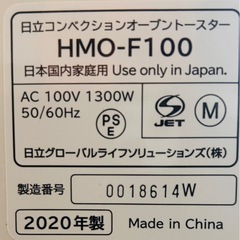 日立コンベクションオーブントースター
HMO-F100
日本国内家庭用 Use only in Japan.
AC 100V 1300W
50/60Hz
PS
E
JET
M
日立グローバルライフソリューションズ(株)
製造番号 0018614W
2020年製 Made in China